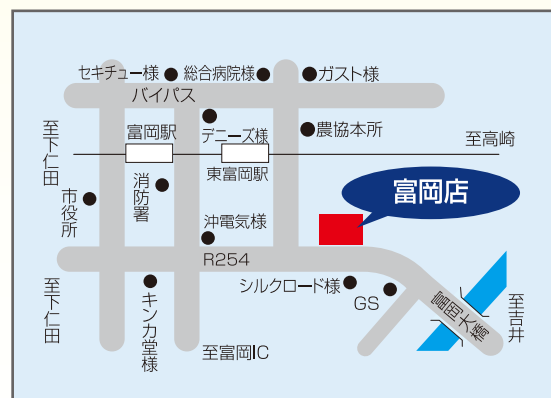 セキチュー様
総合病院様
ガスト様
バイパス
デニーズ様
農協本所
富岡駅
東富岡駅
至高崎
至下仁田
市役所
消防署
富岡店
沖電気様
R254
シルクロード様
GS
至下仁田
キンカ堂様
至富岡IC
富岡大橋
至吉井